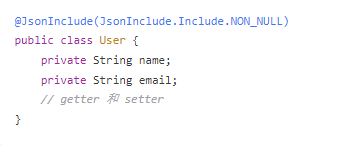 @JsonInclude(JsonInclude.Include.NON_NULL)
public class User {
    private String name;
    private String email;
    // getter 和 setter
}